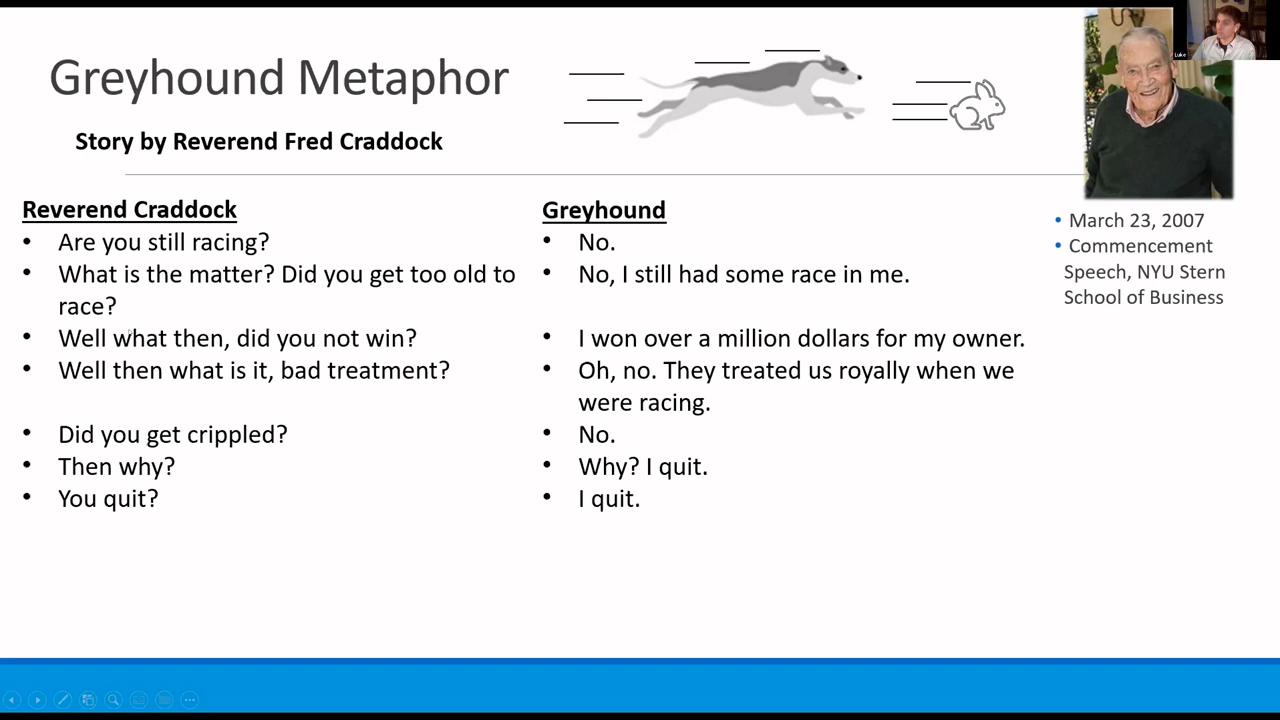 Greyhound Metaphor
Story by Reverend Fred Craddock
Luke
Reverend Craddock
• Are you still racing?
• What is the matter? Did you get too old to
race?
• Well what then, did you not win?
• Well then what is it, bad treatment?
• Did you get crippled?
• Then why?
• You quit?
Greyhound
• No.
• No, I still had some race in me.
• I won over a million dollars for my owner.
• Oh, no. They treated us royally when we
were racing.
• No.
• Why? I quit.
• I quit.
• March 23, 2007
• Commencement
Speech, NYU Stern
School of Business